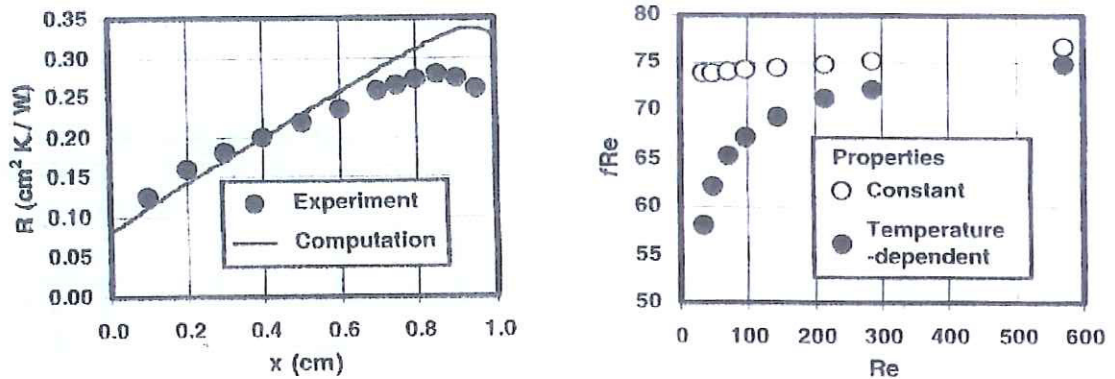 0.35
0.30
0.25
0.20
0.15
0.10
0.05
0.00
R (cm² K./ W)
Experiment
Computation
0.0 0.2 0.4 0.6 0.8 1.0
x (cm)
80
75
70
65
60
55
50
fRe
Properties
Constant
Temperature
-dependent
0 100 200 300 400 500 600
Re